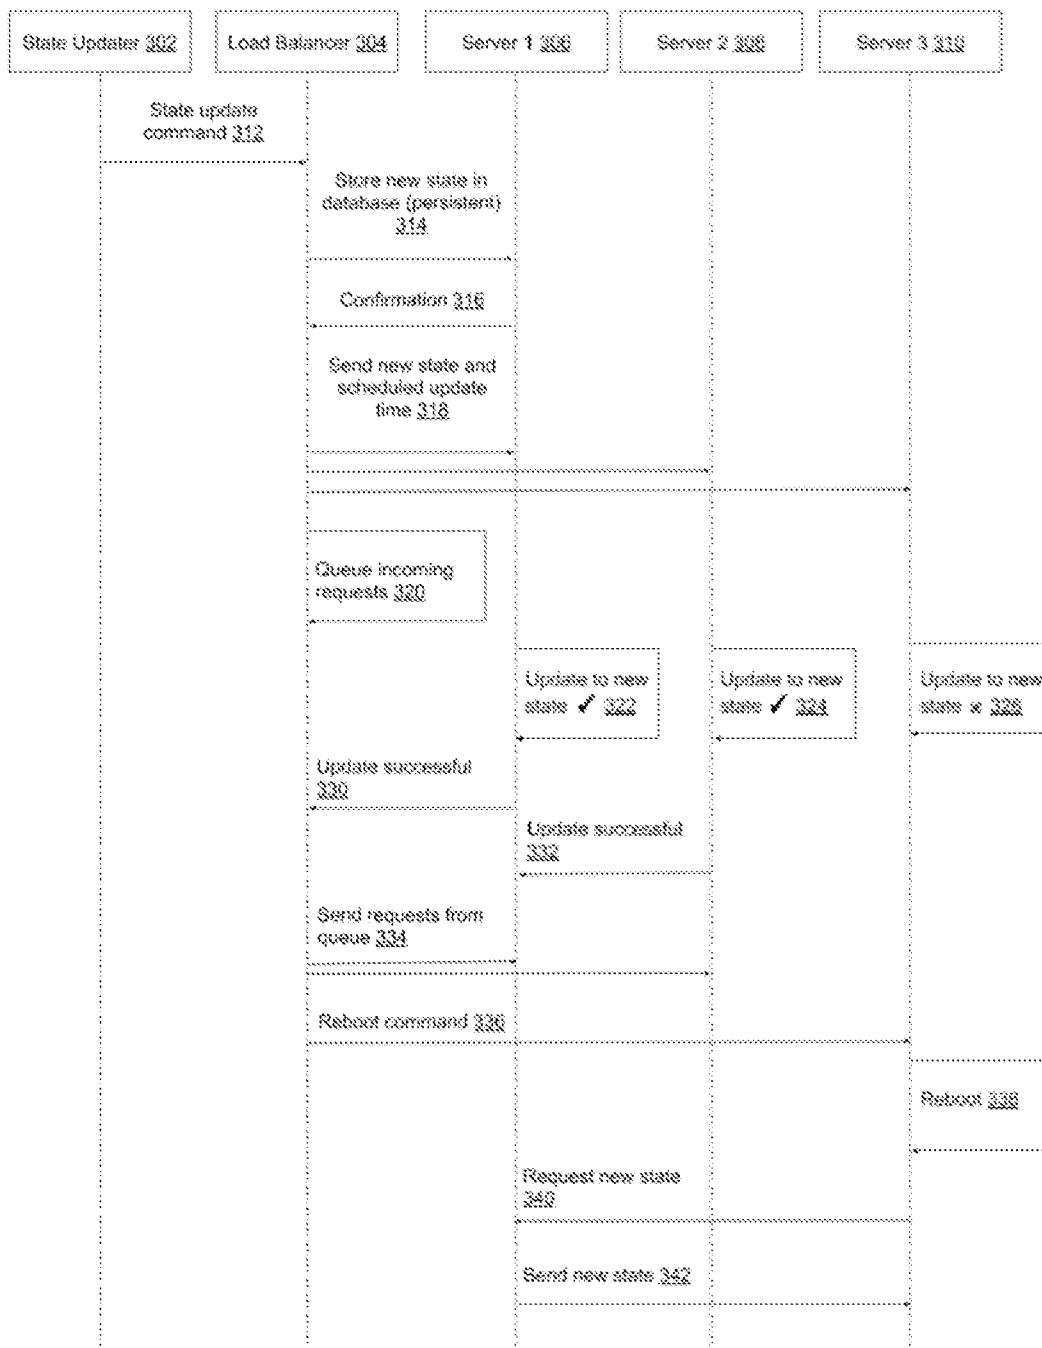 State Updater 302
Load Balancer 304
Server 1 306
Server 2 308
Server 3 310
State update
command 312
Store new state in
database (persistent)
314
Confirmation 316
Send new state and
scheduled update
time 318
Queue incoming
requests 320
Update to new
state ✓ 322
Update to new
state ✓ 324
Update to new
state × 326
Update successful
330
Update successful
332
Send requests from
queue 334
Reboot command 336
Reboot 338
Request new state
340
Send new state 342